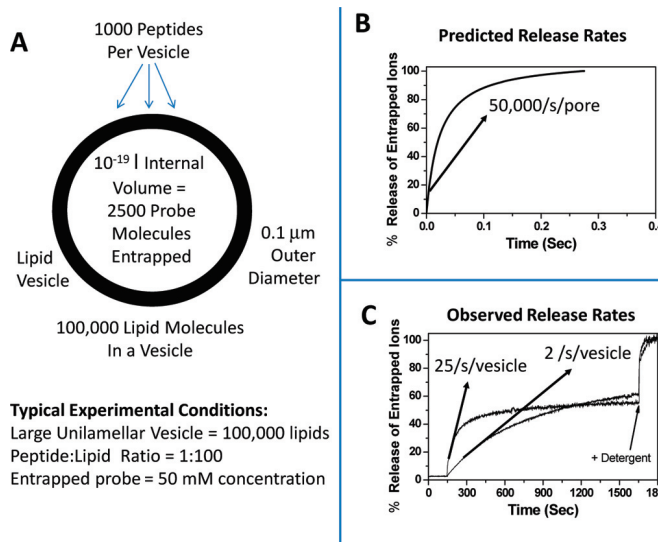 A
1000 Peptides
Per Vesicle
10⁻¹⁹ l Internal
Volume =
2500 Probe
Molecules
Entrapped
Lipid
Vesicle
0.1 µm
Outer
Diameter
100,000 Lipid Molecules
In a Vesicle
Typical Experimental Conditions:
Large Unilamellar Vesicle = 100,000 lipids
Peptide:Lipid Ratio = 1:100
Entrapped probe = 50 mM concentration
B
Predicted Release Rates
% Release of Entrapped Ions
100
80
60
40
20
0
50,000/s/pore
0.0 0.1 0.2 0.3 0.4
Time (Sec)
C
Observed Release Rates
% Release of Entrapped Ions
100
80
60
40
20
0
25/s/vesicle
2 /s/vesicle
+ Detergent
0 300 600 900 1200 1500 1800
Time (Sec)